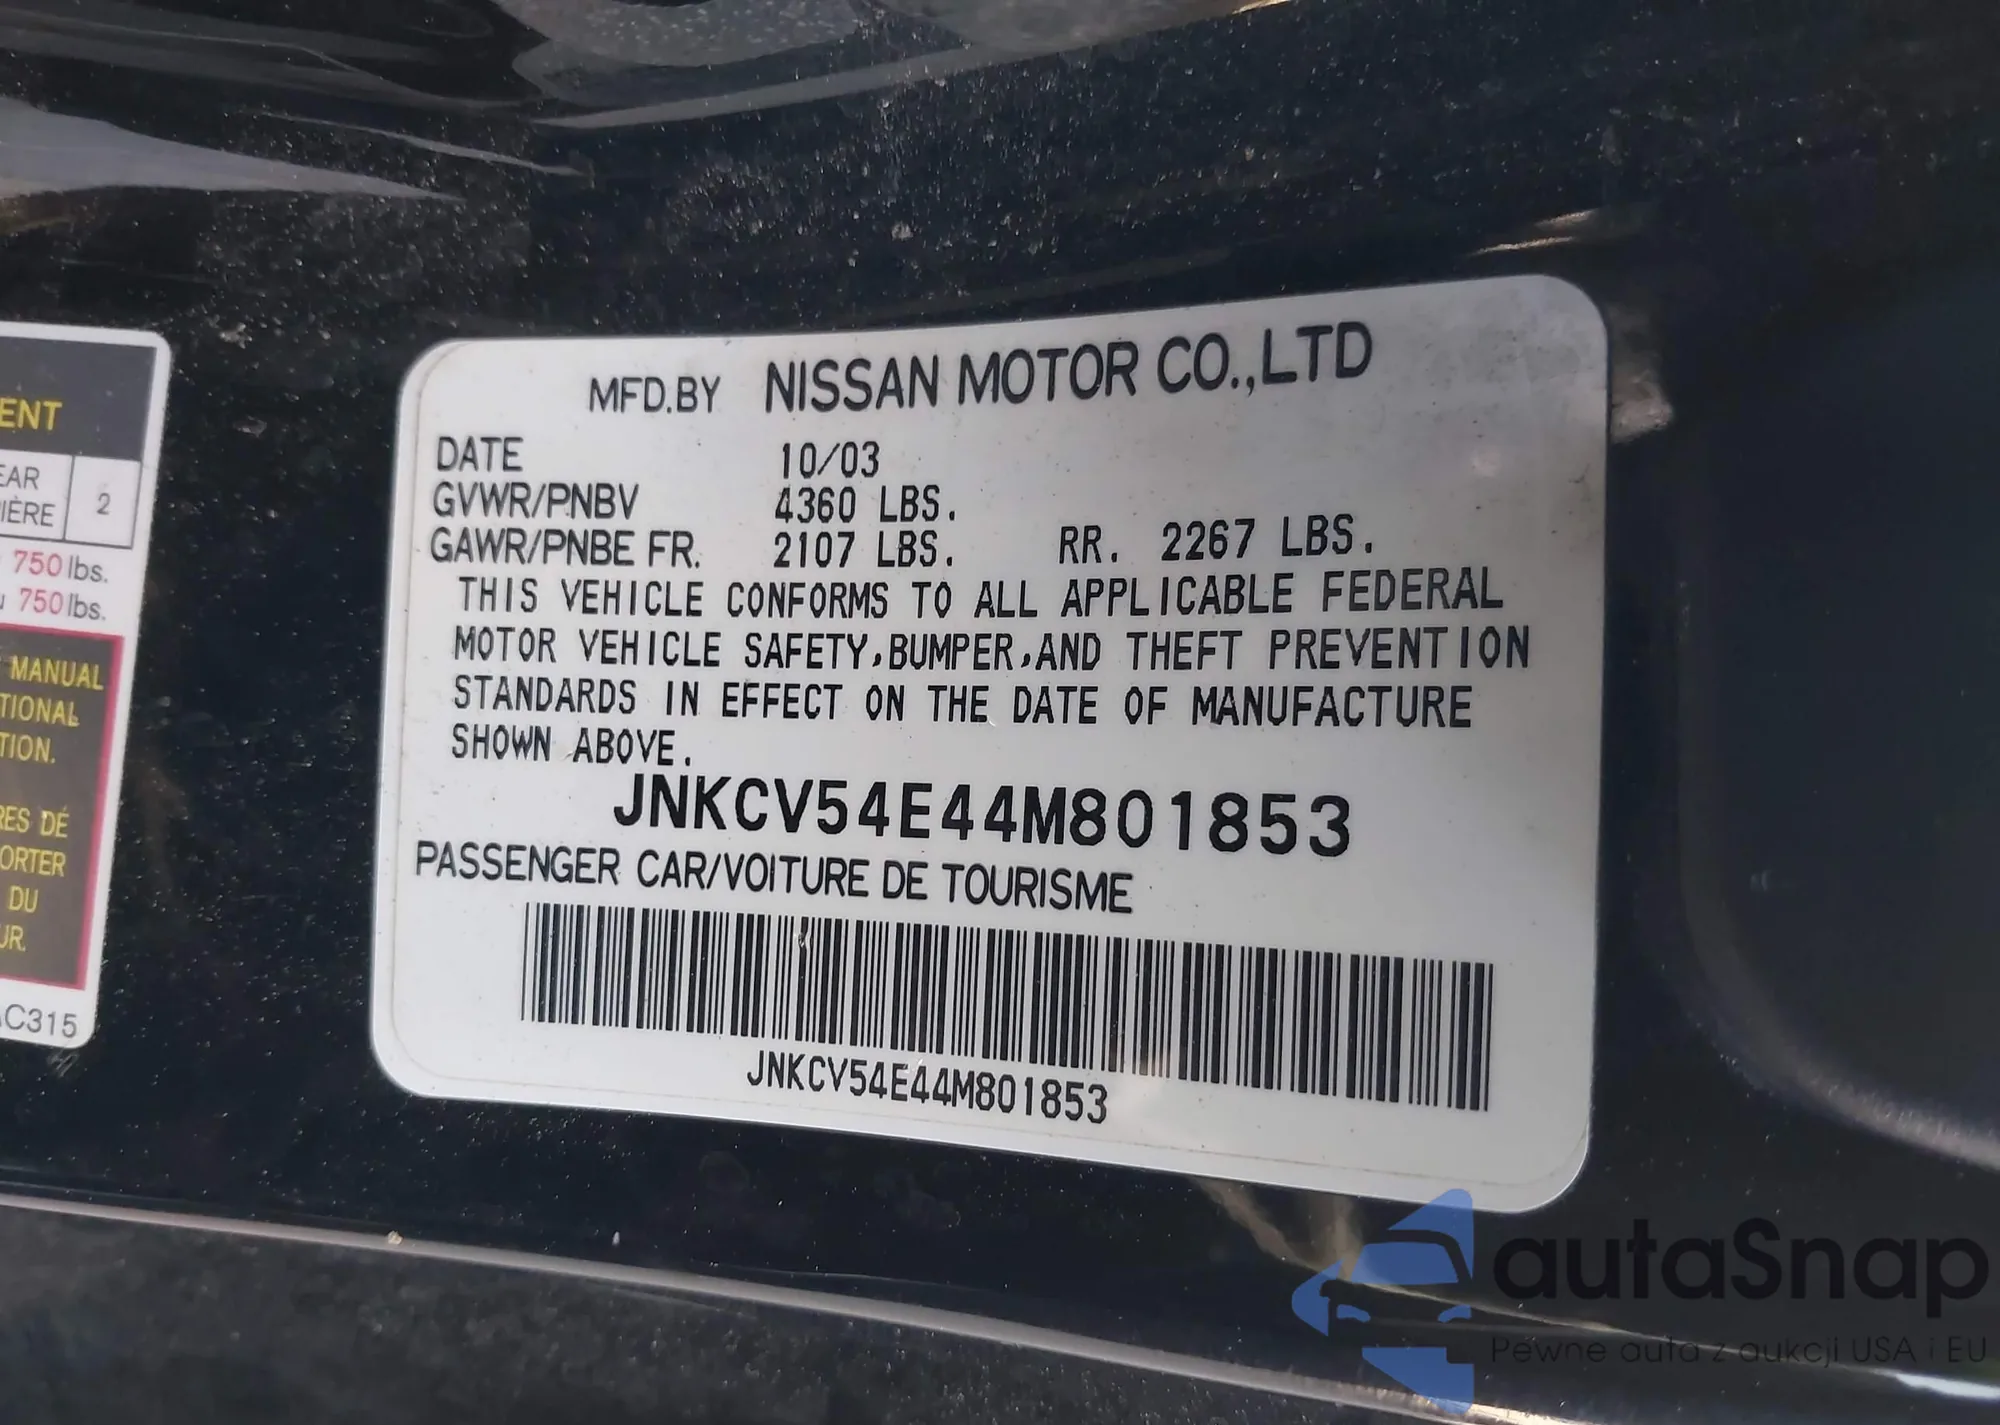 ENT
EAR
IÈRE
2
750 lbs.
750 lbs.
MANUAL
TIONAL
TION.
RES DÉ
ORTER
DU
UR.
C315
MFD.BY NISSAN MOTOR CO.,LTD
DATE 10/03
GVWR/PNBV 4360 LBS.
GAWR/PNBE FR. 2107 LBS. RR. 2267 LBS.
THIS VEHICLE CONFORMS TO ALL APPLICABLE FEDERAL
MOTOR VEHICLE SAFETY,BUMPER,AND THEFT PREVENTION
STANDARDS IN EFFECT ON THE DATE OF MANUFACTURE
SHOWN ABOVE.
JNKCV54E44M801853
PASSENGER CAR/VOITURE DE TOURISME
JNKCV54E44M801853
autaSnap
Pewne auta z aukcji USA i EU